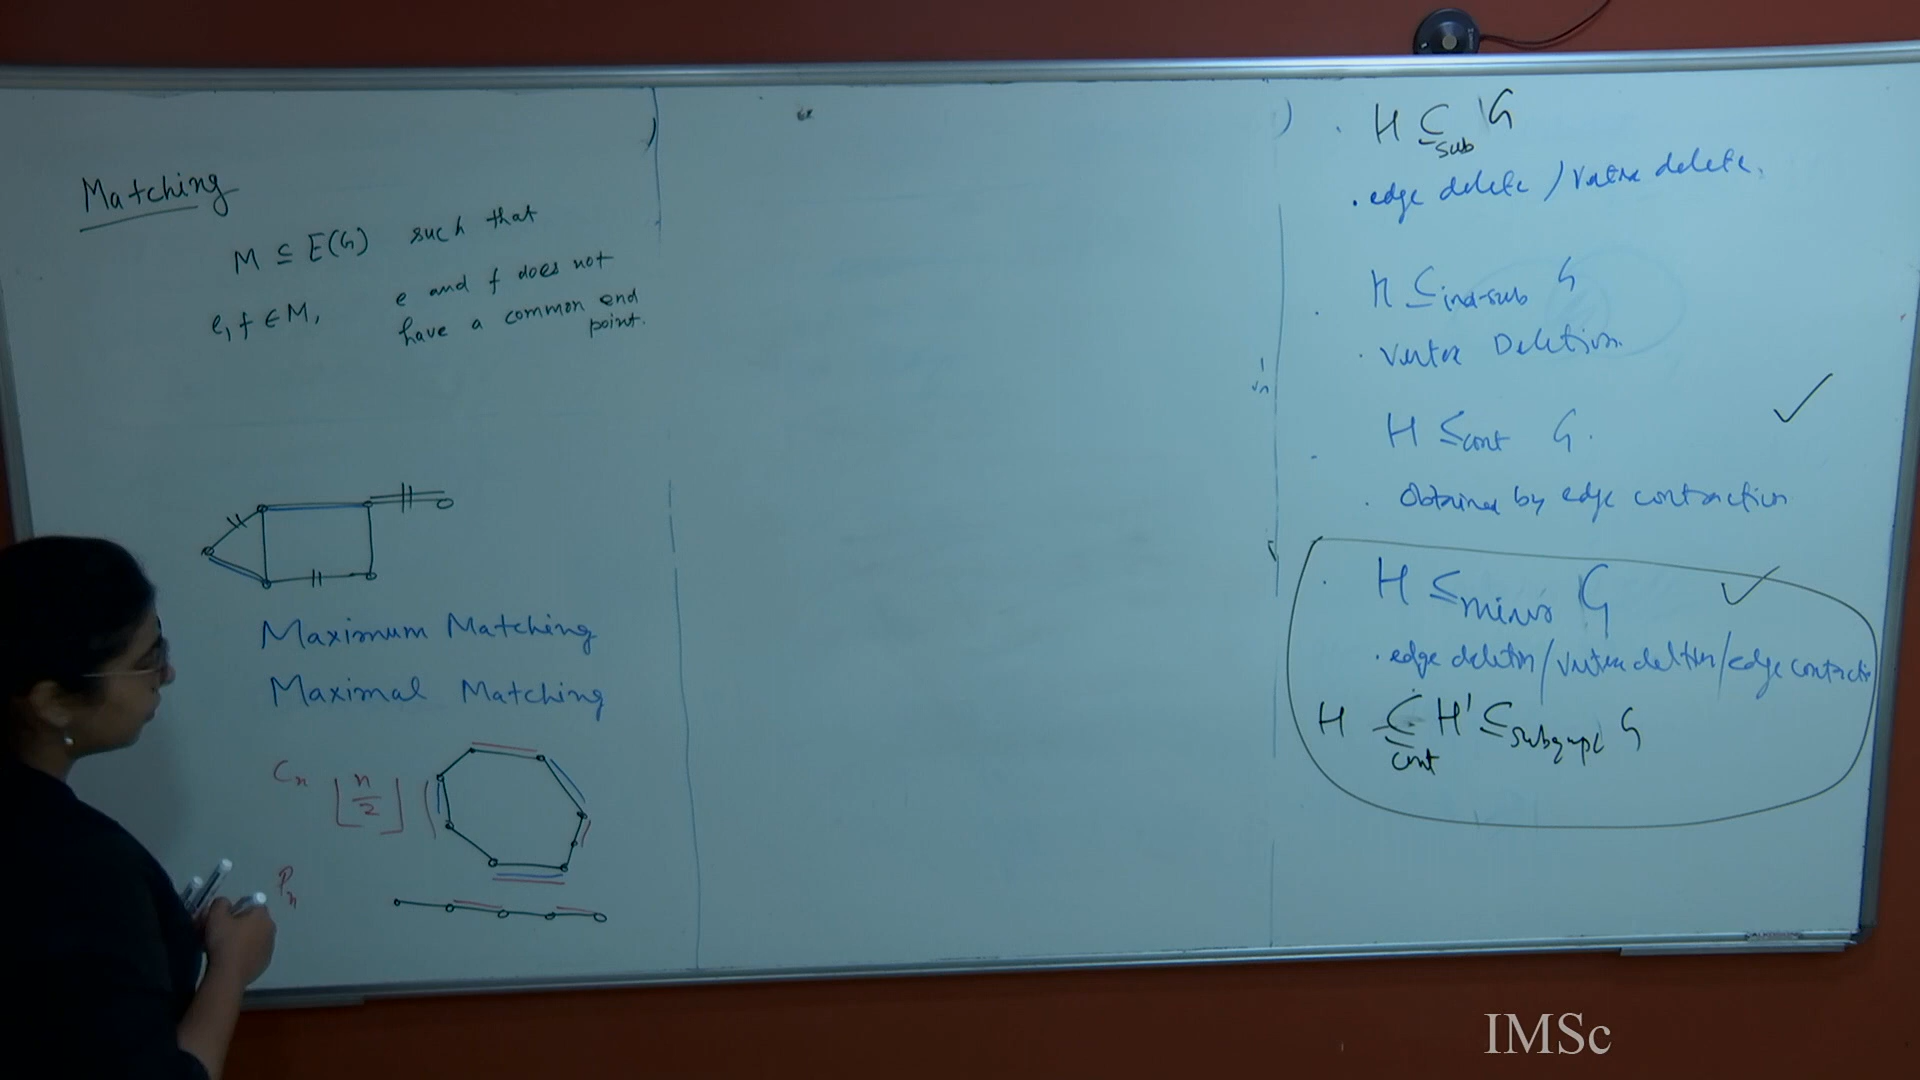 Matching
M ⊆ E(G) such that
e, f ∈ M, e and f does not
have a common end
point.
Maximum Matching
Maximal Matching
Cn ⌊n/2⌋
Pn
H ⊆sub G
. edge delete / vertex delete.
H ⊆ind-sub G
. vertex Deletion
H ≤cont G.
. Obtained by edge contraction
H ≤minor G
. edge deletion / vertex deletion / edge contraction
H ⊆cont H' ⊆subgraph G
IMSc